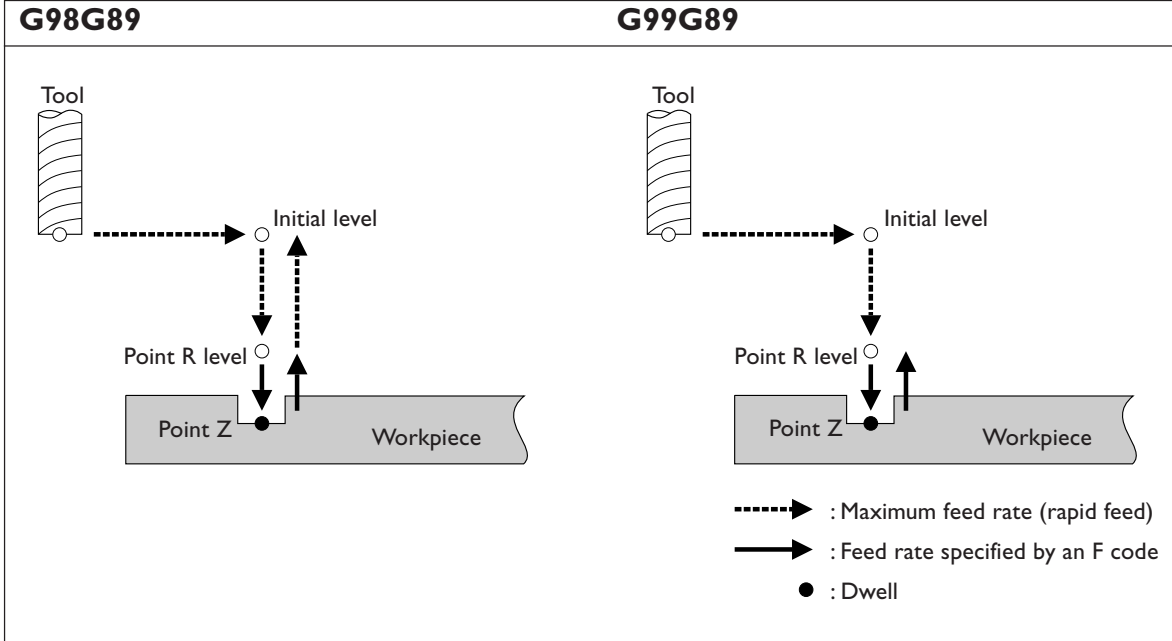 G98G89
Tool
Initial level
Point R level
Point Z
Workpiece
G99G89
Tool
Initial level
Point R level
Point Z
Workpiece
: Maximum feed rate (rapid feed)
: Feed rate specified by an F code
: Dwell